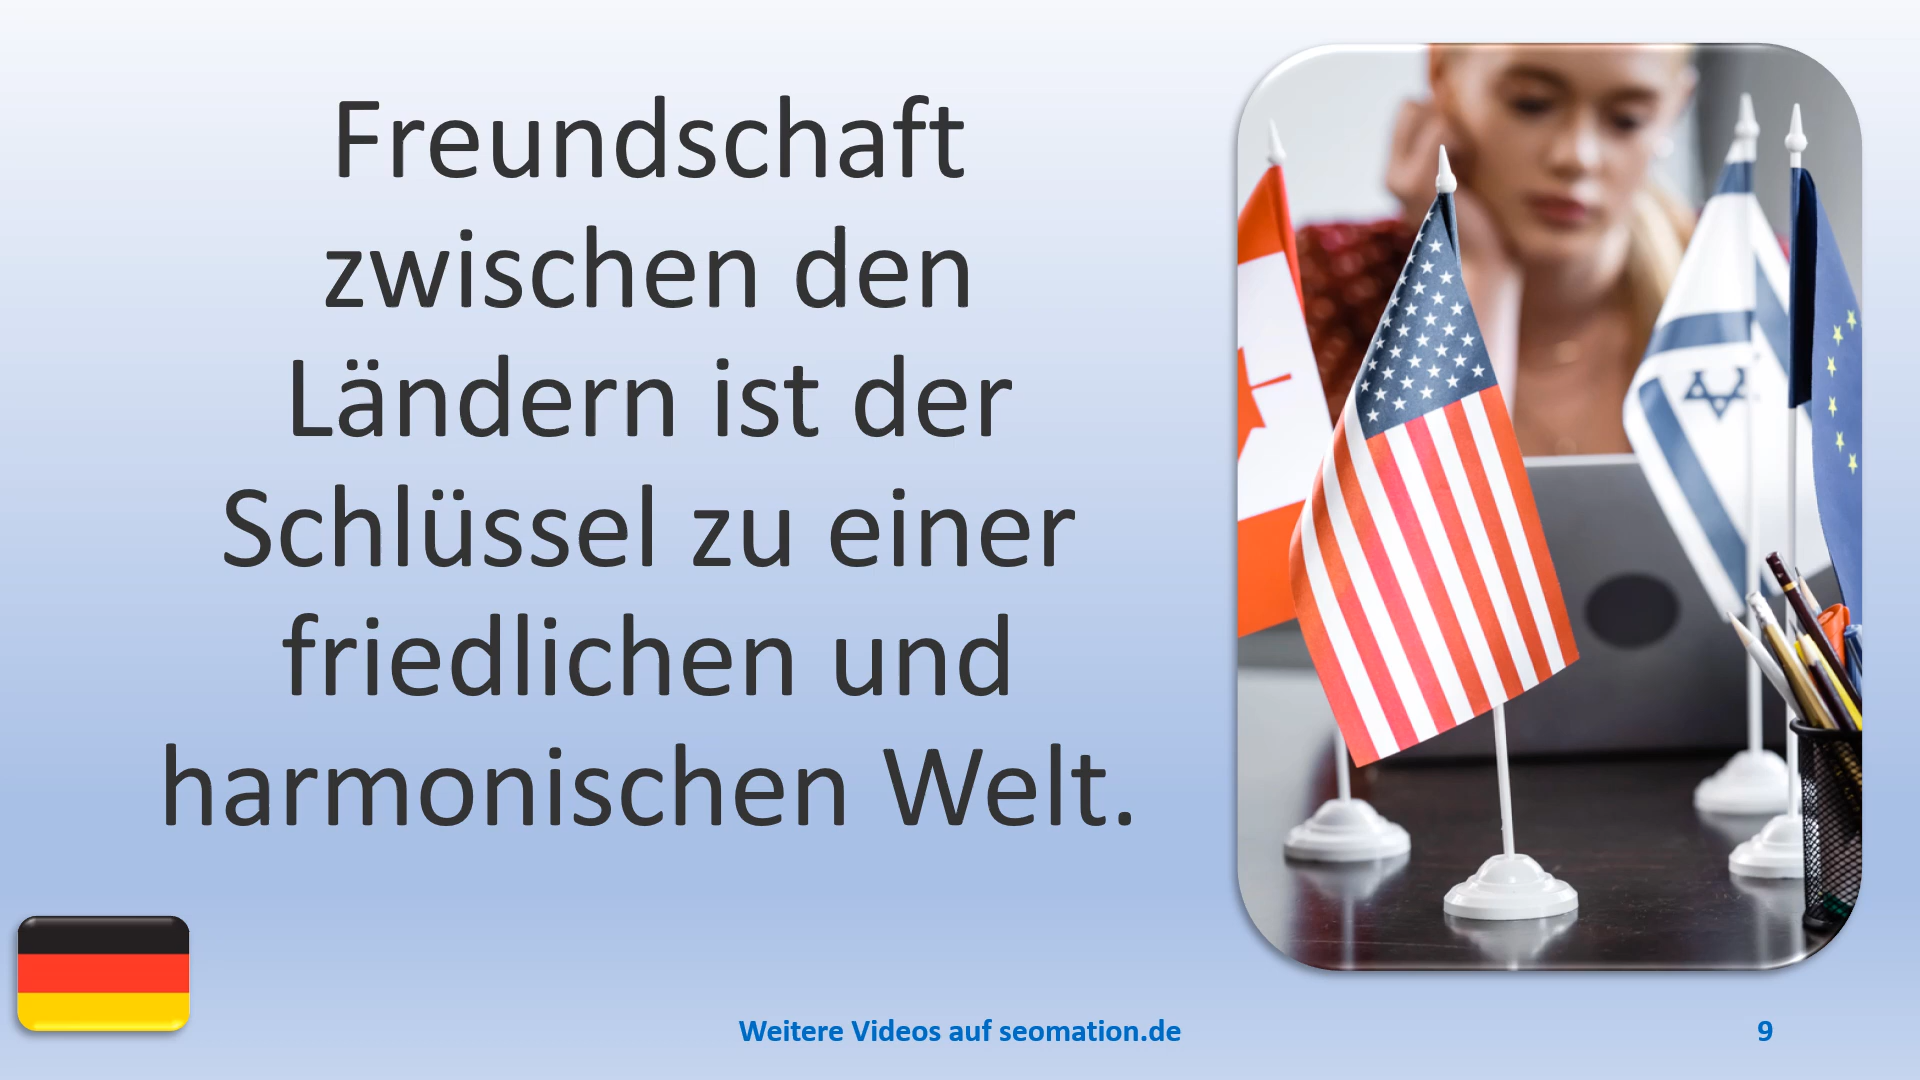 Freundschaft
zwischen den
Ländern ist der
Schlüssel zu einer
friedlichen und
harmonischen Welt.
Weitere Videos auf seomation.de
9